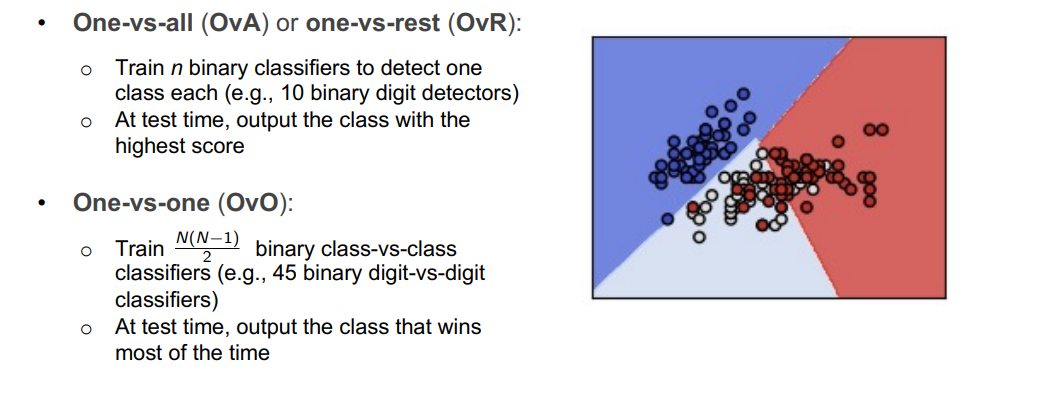 • One-vs-all (OvA) or one-vs-rest (OvR):
o Train n binary classifiers to detect one
class each (e.g., 10 binary digit detectors)
o At test time, output the class with the
highest score
• One-vs-one (OvO):
o Train N(N−1)/2 binary class-vs-class
classifiers (e.g., 45 binary digit-vs-digit
classifiers)
o At test time, output the class that wins
most of the time